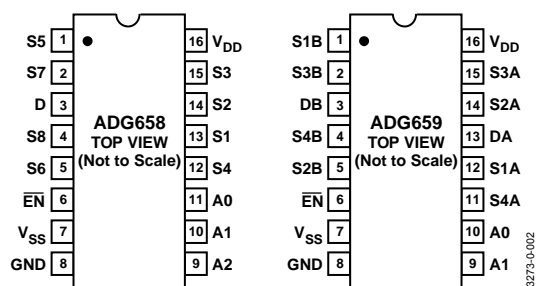 S5 1 16 VDD
S7 2 15 S3
D 3 14 S2
S8 4 13 S1
S6 5 12 S4
EN 6 11 A0
VSS 7 10 A1
GND 8 9 A2
ADG658
TOP VIEW
(Not to Scale)
S1B 1 16 VDD
S3B 2 15 S3A
DB 3 14 S2A
S4B 4 13 DA
S2B 5 12 S1A
EN 6 11 S4A
VSS 7 10 A0
GND 8 9 A1
ADG659
TOP VIEW
(Not to Scale)
3273-0-002